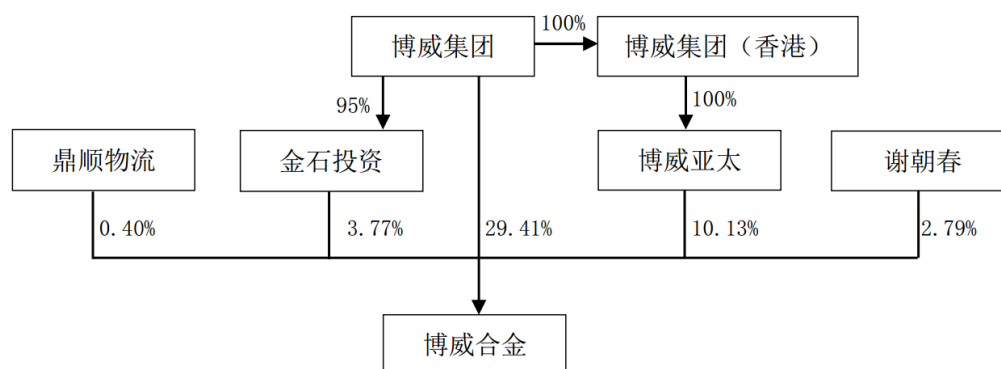 博威集团
100%
博威集团（香港）
95%
100%
鼎顺物流
金石投资
博威亚太
谢朝春
0.40%
3.77%
29.41%
10.13%
2.79%
博威合金